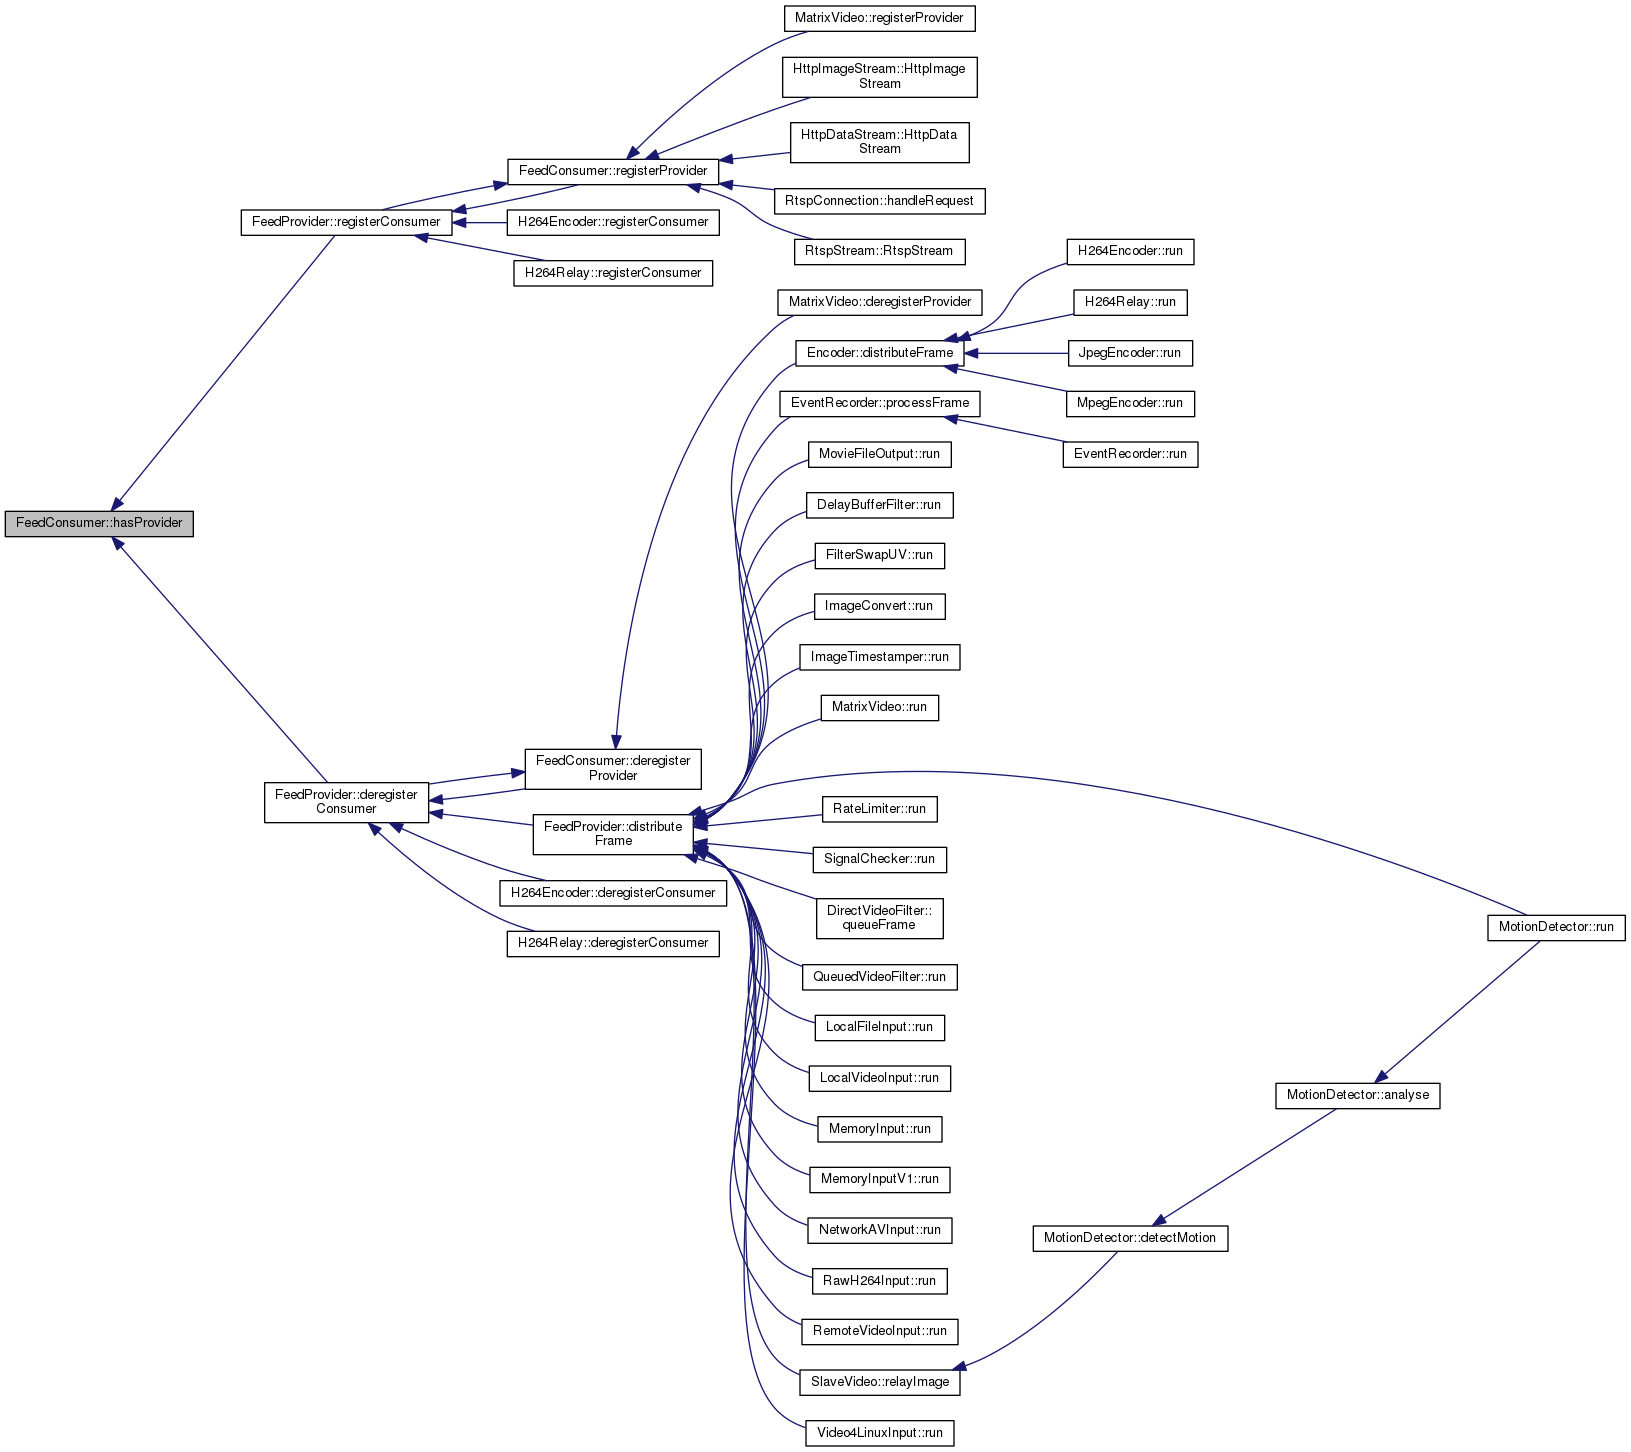 MatrixVideo::registerProvider
HttpImageStream::HttpImage
Stream
HttpDataStream::HttpData
Stream
FeedConsumer::registerProvider
RtspConnection::handleRequest
FeedProvider::registerConsumer
H264Encoder::registerConsumer
RtspStream::RtspStream
H264Encoder::run
H264Relay::registerConsumer
MatrixVideo::deregisterProvider
H264Relay::run
Encoder::distributeFrame
JpegEncoder::run
EventRecorder::processFrame
MpegEncoder::run
MovieFileOutput::run
EventRecorder::run
DelayBufferFilter::run
FeedConsumer::hasProvider
FilterSwapUV::run
ImageConvert::run
ImageTimestamper::run
MatrixVideo::run
FeedConsumer::deregister
Provider
FeedProvider::deregister
Consumer
RateLimiter::run
FeedProvider::distribute
Frame
SignalChecker::run
H264Encoder::deregisterConsumer
DirectVideoFilter::
queueFrame
MotionDetector::run
H264Relay::deregisterConsumer
QueuedVideoFilter::run
LocalFileInput::run
LocalVideoInput::run
MotionDetector::analyse
MemoryInput::run
MemoryInputV1::run
NetworkAVInput::run
MotionDetector::detectMotion
RawH264Input::run
RemoteVideoInput::run
SlaveVideo::relayImage
Video4LinuxInput::run